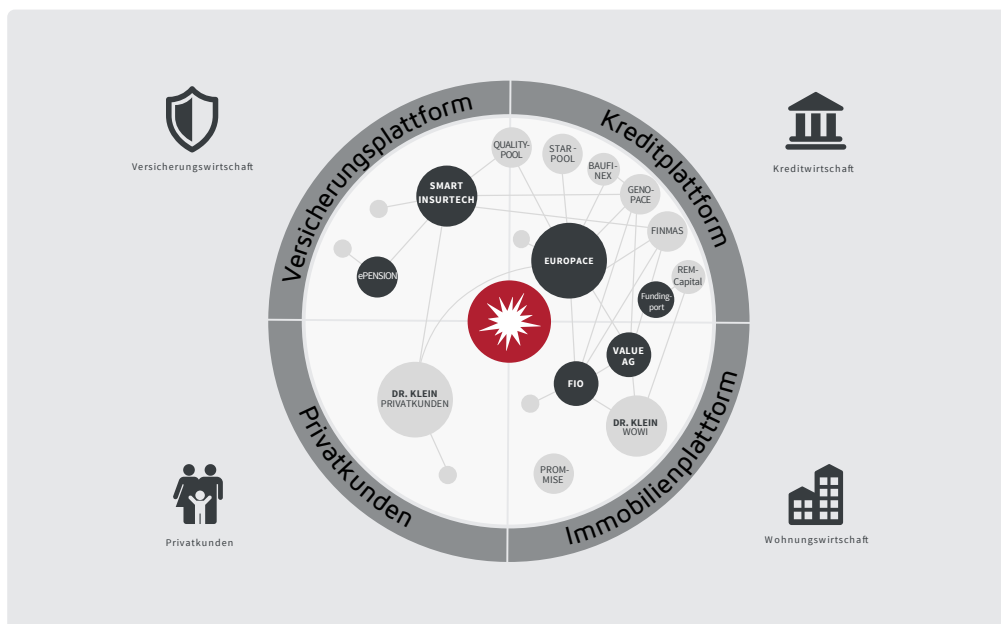 Versicherungsplattform
Kreditplattform
Versicherungswirtschaft
Kreditwirtschaft
QUALITY-
POOL
STAR -
POOL
BAUFI-
NEX
GENO-
PACE
SMART
INSURTECH
FINMAS
EUROPACE
ePENSION
REM-
Capital
Funding-
port
VALUE
AG
FIO
DR. KLEIN
PRIVATKUNDEN
DR. KLEIN
WOWI
PROM-
MISE
Privatkunden
Immobilienplattform
Privatkunden
Wohnungswirtschaft